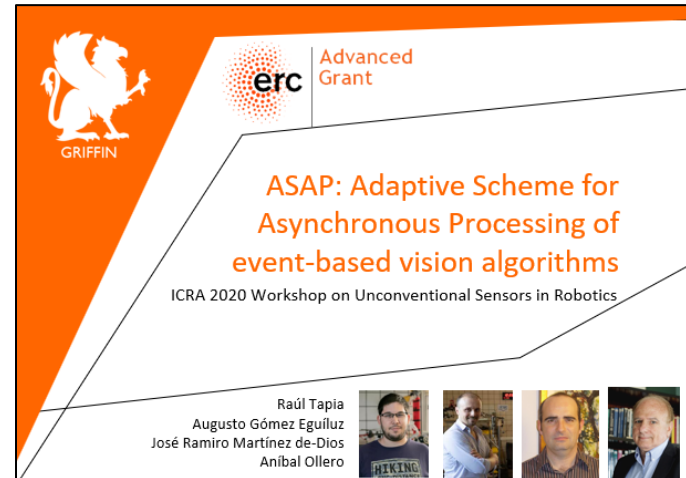 GRIFFIN
erc
Advanced
Grant
ASAP: Adaptive Scheme for
Asynchronous Processing of
event-based vision algorithms
ICRA 2020 Workshop on Unconventional Sensors in Robotics
Raúl Tapia
Augusto Gómez Eguíluz
José Ramiro Martínez de-Dios
Aníbal Ollero
HIKING